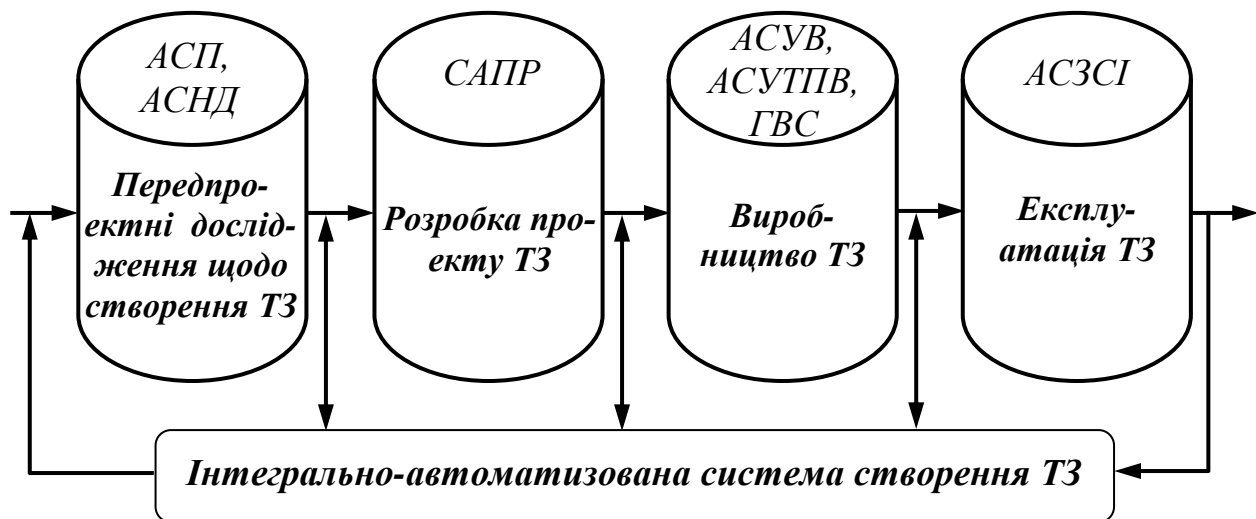 АСП,
АСНД
Передпро-
ектні дослід-
ження щодо
створення ТЗ
САПР
Розробка про-
екту ТЗ
АСУВ,
АСУТПВ,
ГВС
Вироб-
ництво ТЗ
АСЗСІ
Експлу-
атація ТЗ
Інтегрально-автоматизована система створення ТЗ